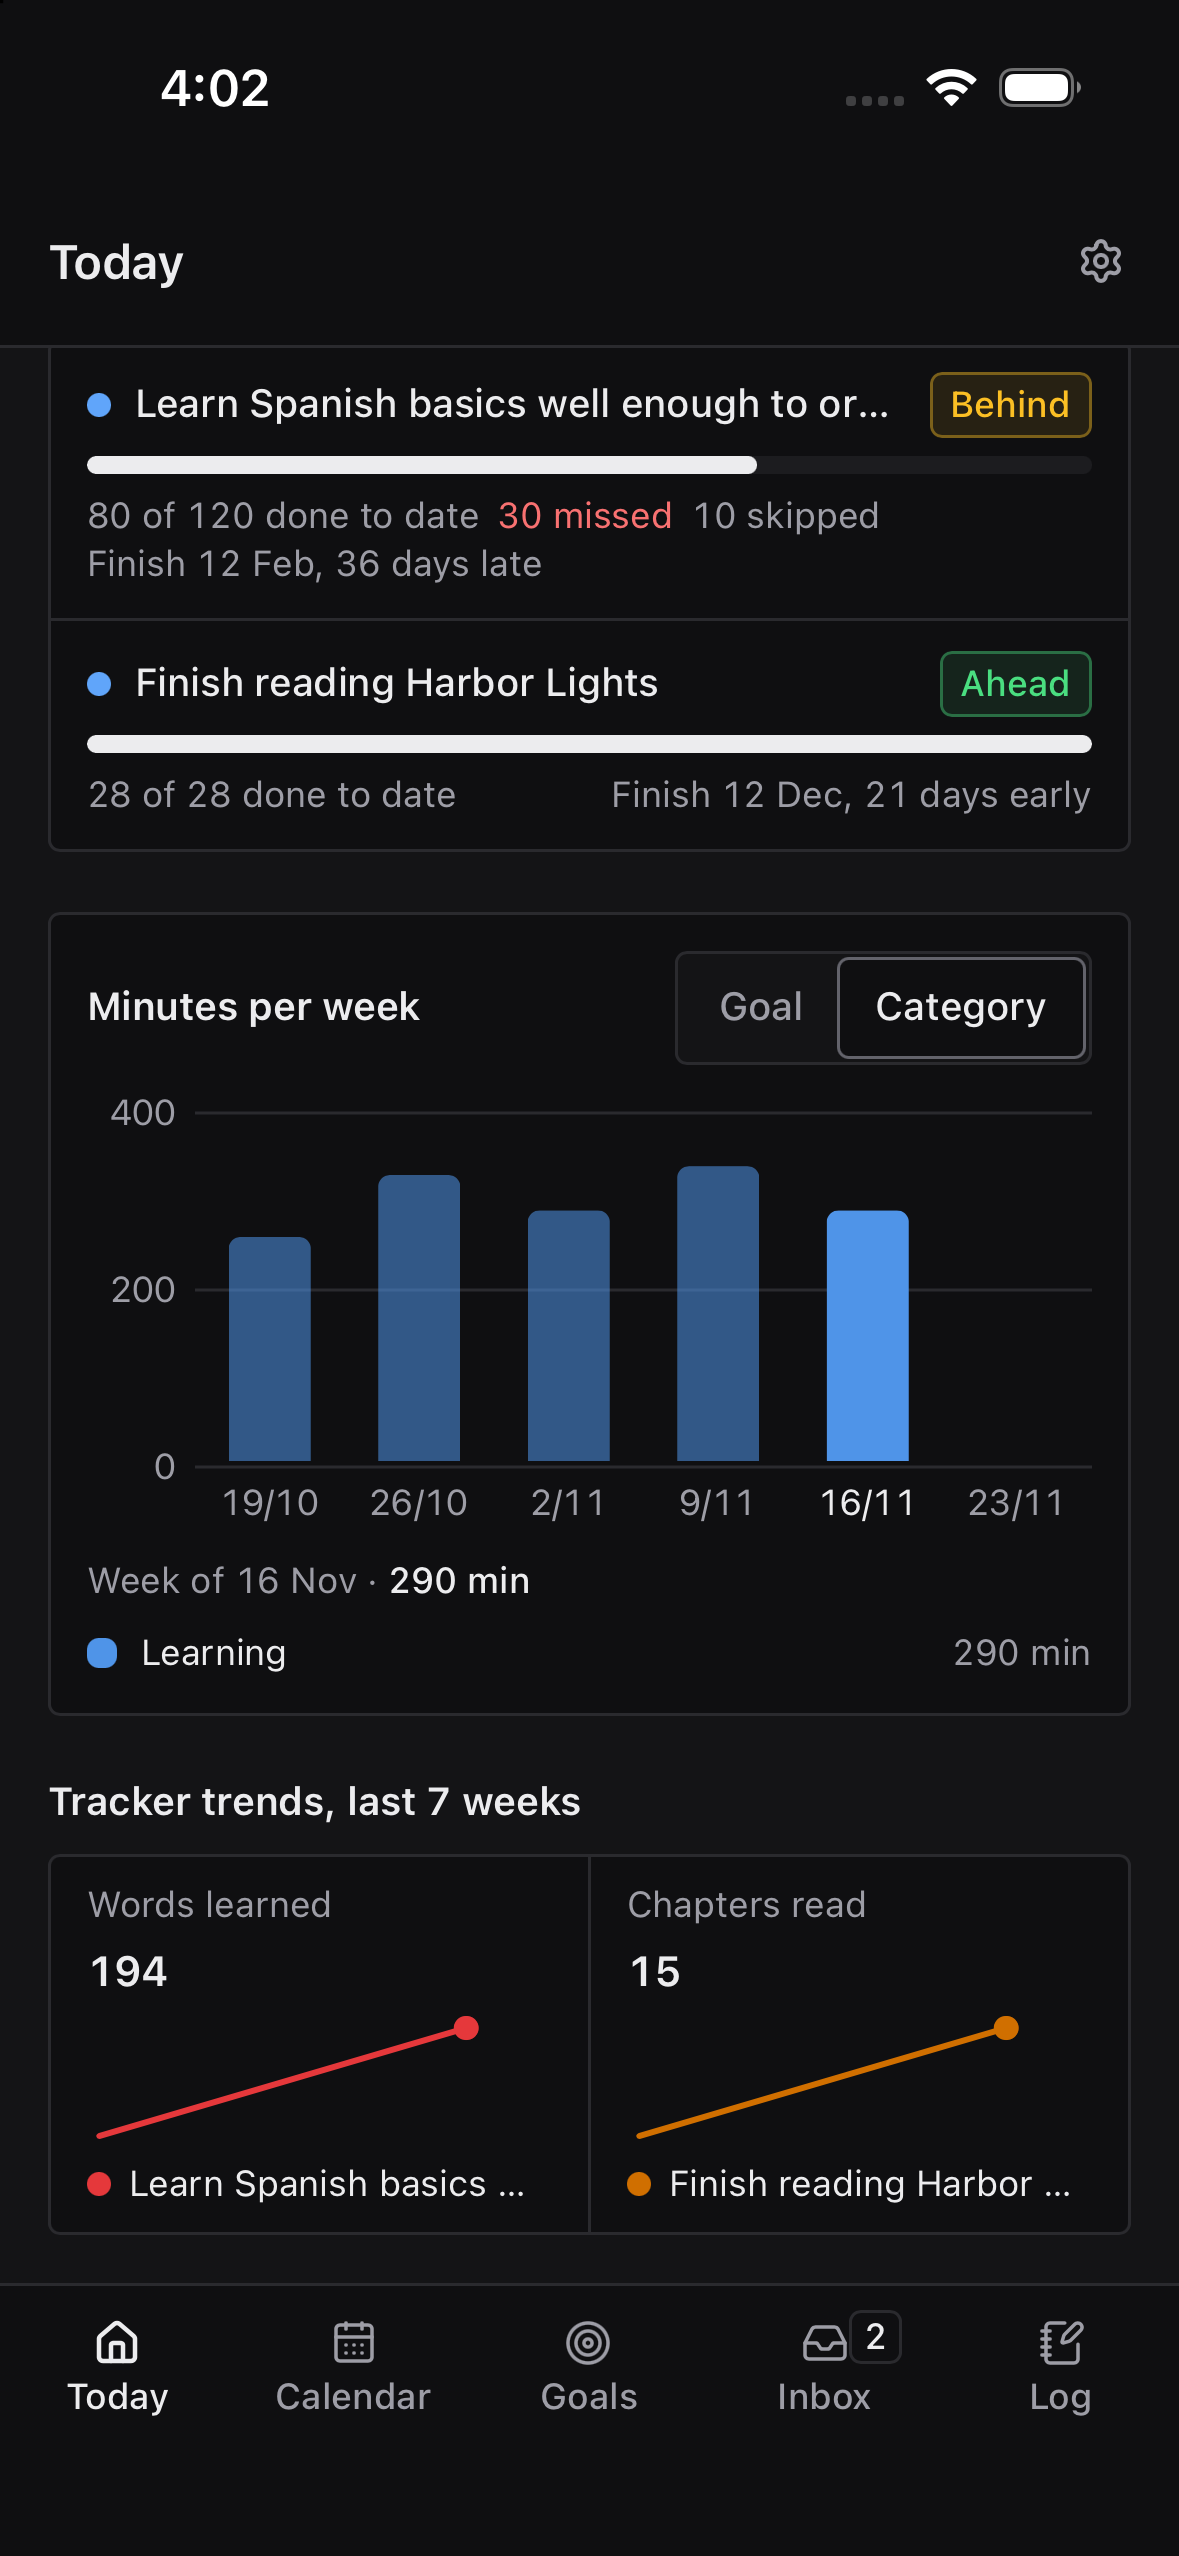 4:02
Today
Learn Spanish basics well enough to or...
Behind
80 of 120 done to date 30 missed 10 skipped
Finish 12 Feb, 36 days late
Finish reading Harbor Lights
Ahead
28 of 28 done to date
Finish 12 Dec, 21 days early
Minutes per week
Goal
Category
400
200
0
19/10 26/10 2/11 9/11 16/11 23/11
Week of 16 Nov · 290 min
Learning
290 min
Tracker trends, last 7 weeks
Words learned
194
Learn Spanish basics ...
Chapters read
15
Finish reading Harbor ...
Today
Calendar
Goals
2
Inbox
Log